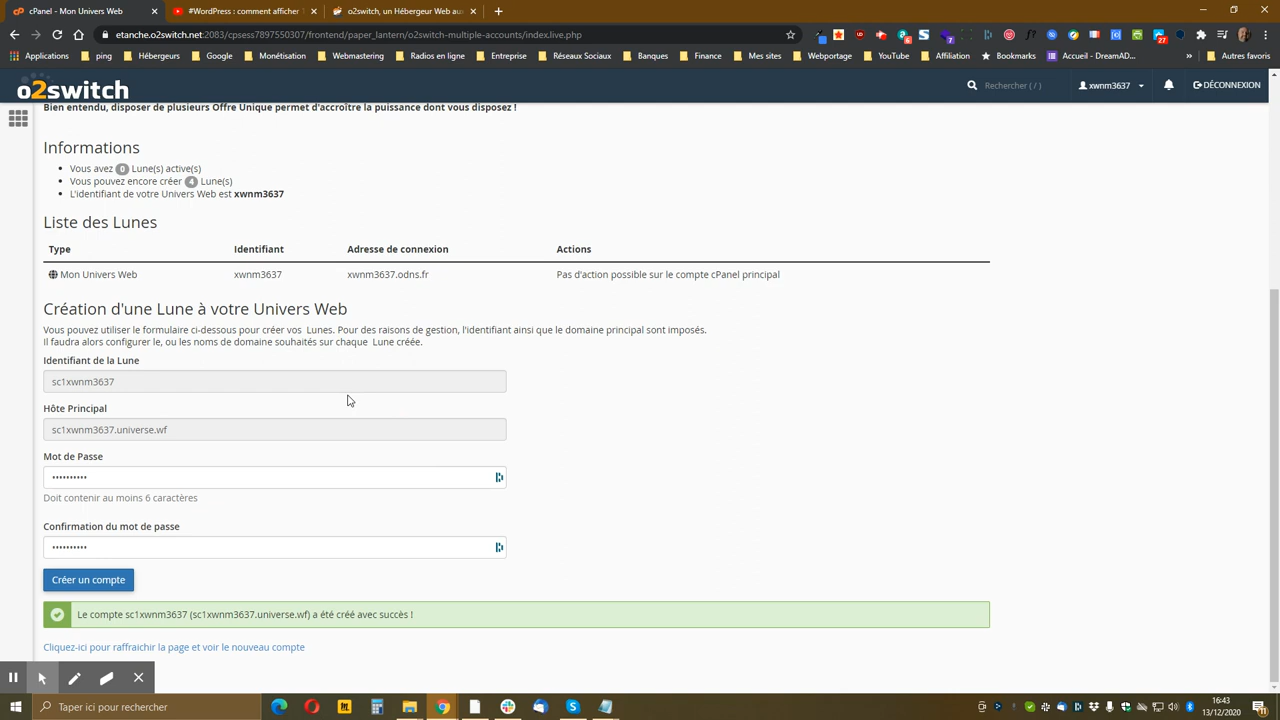 cPanel - Mon Univers Web
#WordPress : comment afficher T
o2switch, un Hébergeur Web aux
etanche.o2switch.net:2083/cpsess7897550307/frontend/paper_lantern/o2switch-multiple-accounts/index.live.php
27
Applications
ping
Hébergeurs
Google
Monétisation
Webmastering
Radios en ligne
Entreprise
Réseaux Sociaux
Banques
Finance
Mes sites
Webportage
YouTube
Affiliation
Bookmarks
Accueil - DreamAD...
Autres favoris
o2switch
Rechercher ( / )
xwnm3637
DÉCONNEXION
Bien entendu, disposer de plusieurs Offre Unique permet d'accroître la puissance dont vous disposez !
Informations
Vous avez 0 Lune(s) active(s)
Vous pouvez encore créer 4 Lune(s)
L'identifiant de votre Univers Web est xwnm3637
Liste des Lunes
Type Identifiant Adresse de connexion Actions
Mon Univers Web xwnm3637 xwnm3637.odns.fr Pas d'action possible sur le compte cPanel principal
Création d'une Lune à votre Univers Web
Vous pouvez utiliser le formulaire ci-dessous pour créer vos Lunes. Pour des raisons de gestion, l'identifiant ainsi que le domaine principal sont imposés.
Il faudra alors configurer le, ou les noms de domaine souhaités sur chaque Lune créée.
Identifiant de la Lune
sc1xwnm3637
Hôte Principal
sc1xwnm3637.universe.wf
Mot de Passe
••••••••••
Doit contenir au moins 6 caractères
Confirmation du mot de passe
••••••••••
Créer un compte
Le compte sc1xwnm3637 (sc1xwnm3637.universe.wf) a été créé avec succès !
Cliquez-ici pour raffraichir la page et voir le nouveau compte
Taper ici pour rechercher
16:43
13/12/2020